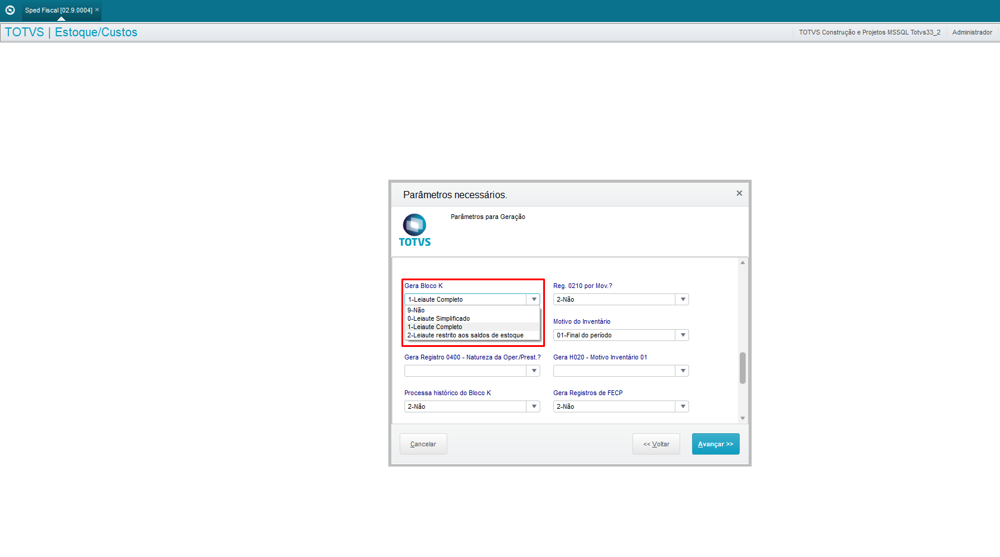 Sped Fiscal [02.9.0004] ×
TOTVS | Estoque/Custos
TOTVS Construção e Projetos MSSQL Totvs33_2
Administrador
Parâmetros necessários.
Parâmetros para Geração
TOTVS
Gera Bloco K
1-Leiaute Completo
9-Não
0-Leiaute Simplificado
1-Leiaute Completo
2-Leiaute restrito aos saldos de estoque
Reg. 0210 por Mov.?
2-Não
Motivo do Inventário
01-Final do período
Gera Registro 0400 - Natureza da Oper./Prest.?
Gera H020 - Motivo Inventário 01
Processa histórico do Bloco K
2-Não
Gera Registros de FECP
2-Não
Cancelar
<< Voltar
Avançar >>